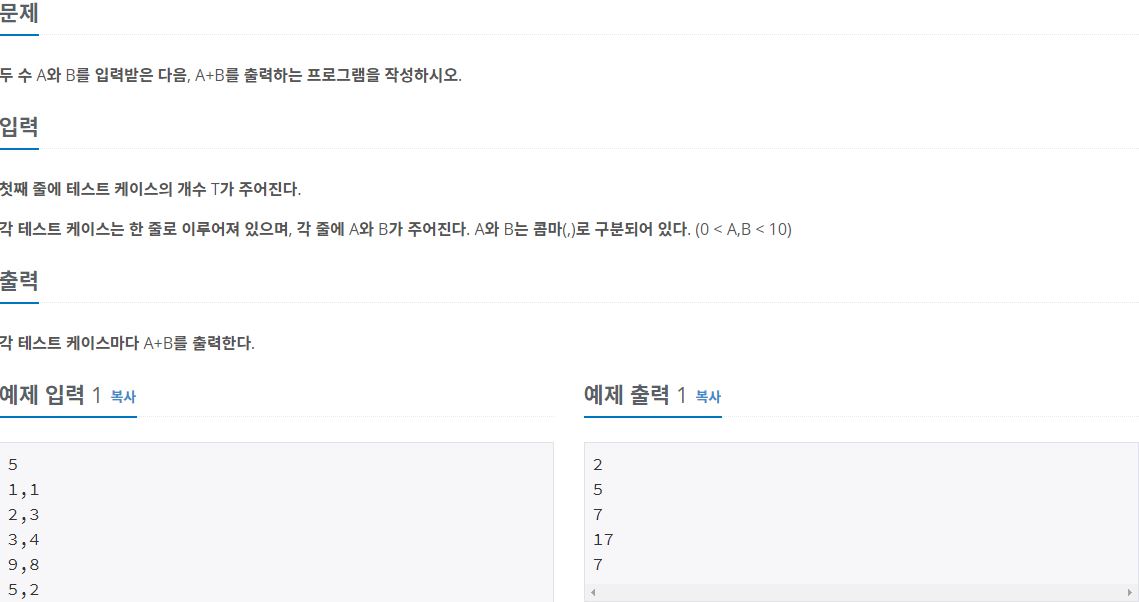 문제
두 수 A와 B를 입력받은 다음, A+B를 출력하는 프로그램을 작성하시오.
입력
첫째 줄에 테스트 케이스의 개수 T가 주어진다.
각 테스트 케이스는 한 줄로 이루어져 있으며, 각 줄에 A와 B가 주어진다. A와 B는 콤마(,)로 구분되어 있다. (0 < A,B < 10)
출력
각 테스트 케이스마다 A+B를 출력한다.
예제 입력 1 복사
5
1,1
2,3
3,4
9,8
5,2
예제 출력 1 복사
2
5
7
17
7